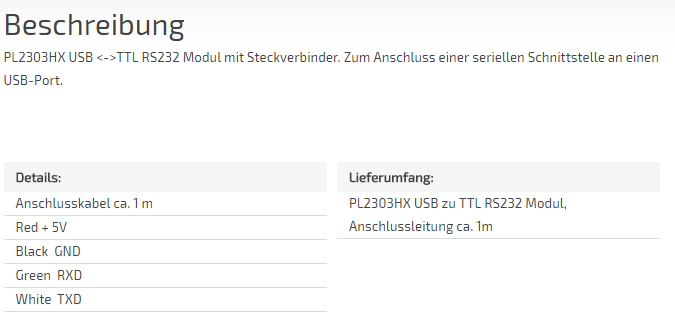 Beschreibung
PL2303HX USB <->TTL RS232 Modul mit Steckverbinder. Zum Anschluss einer seriellen Schnittstelle an einen
USB-Port.
Details:
Anschlusskabel ca. 1 m
Red + 5V
Black GND
Green RXD
White TXD
Lieferumfang:
PL2303HX USB zu TTL RS232 Modul,
Anschlussleitung ca. 1m